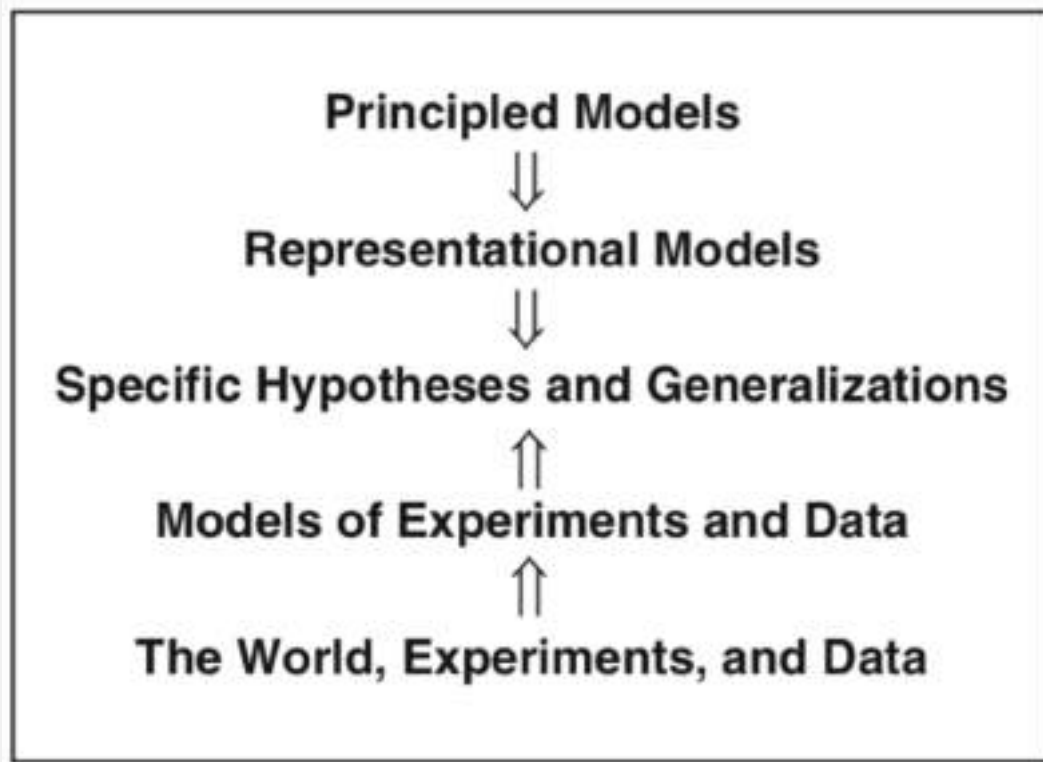 Principled Models
⇓
Representational Models
⇓
Specific Hypotheses and Generalizations
⇑
Models of Experiments and Data
⇑
The World, Experiments, and Data